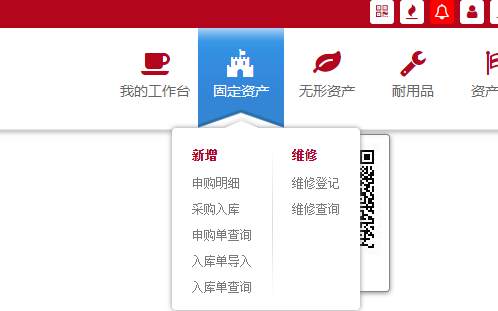 我的工作台 固定资产 无形资产 耐用品 资产
新增 维修
申购明细 维修登记
采购入库 维修查询
申购单查询
入库单导入
入库单查询